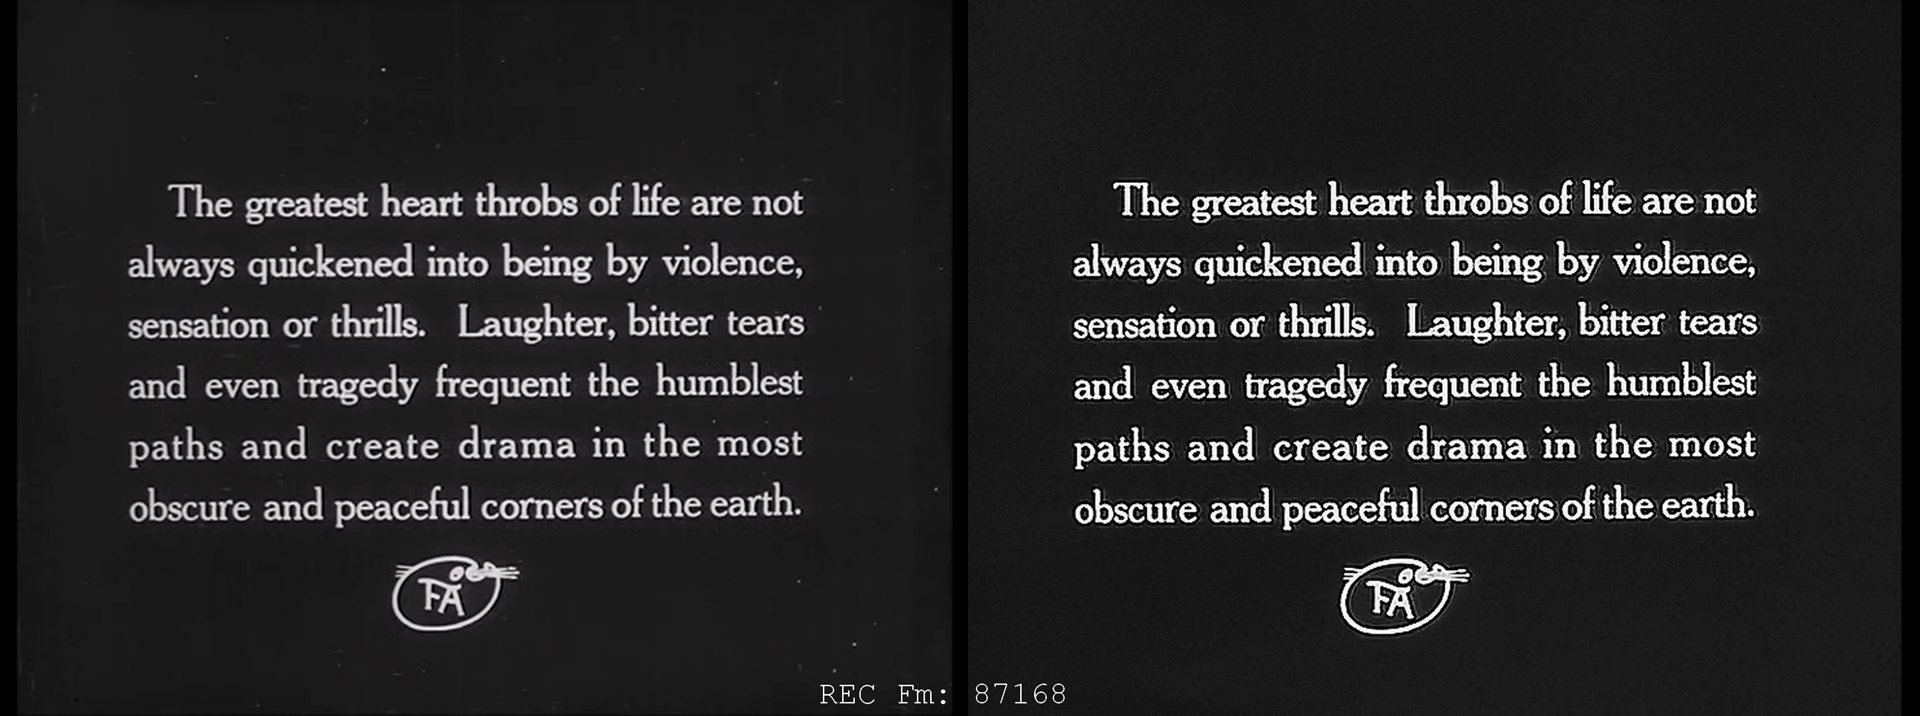 The greatest heart throbs of life are not
always quickened into being by violence,
sensation or thrills. Laughter, bitter tears
and even tragedy frequent the humblest
paths and create drama in the most
obscure and peaceful corners of the earth.
FA
The greatest heart throbs of life are not
always quickened into being by violence,
sensation or thrills. Laughter, bitter tears
and even tragedy frequent the humblest
paths and create drama in the most
obscure and peaceful corners of the earth.
FA
REC Fm: 87168